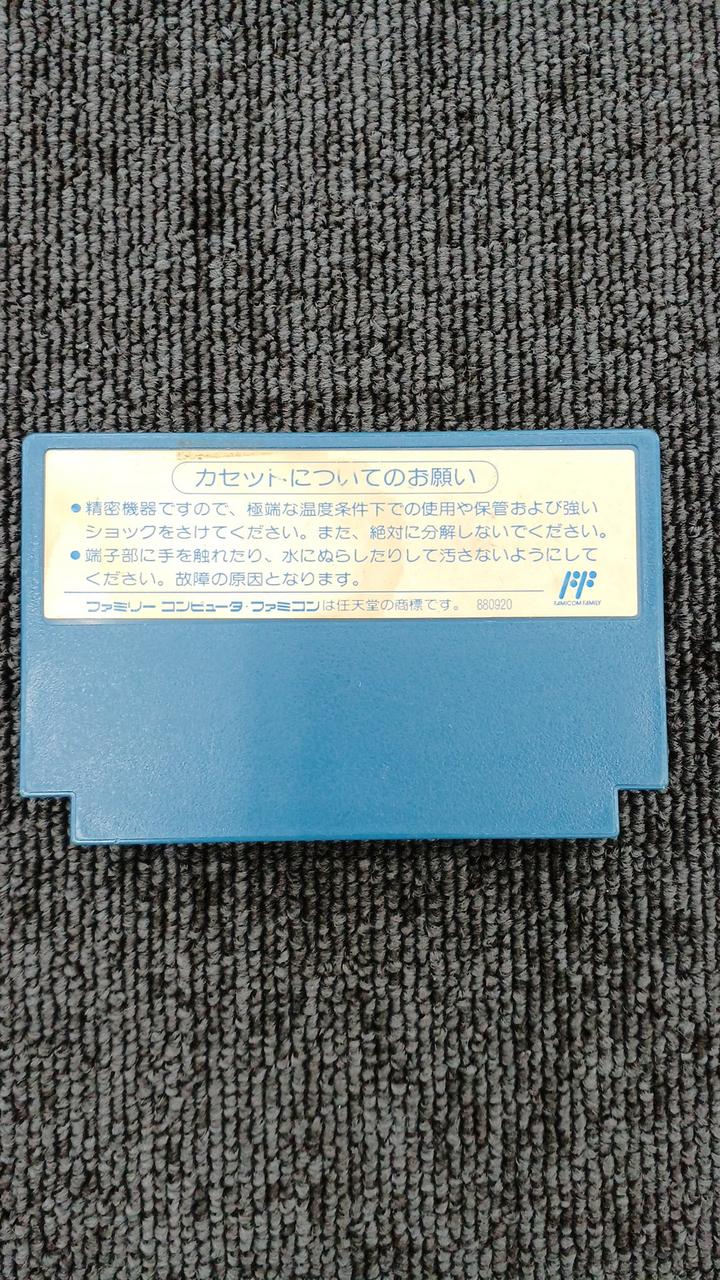 カセットについてのお願い
●精密機器ですので、極端な温度条件下での使用や保管および強い
ショックをさけてください。また、絶対に分解しないでください。
●端子部に手を触れたり、水にぬらしたりして汚さないようにして
ください。故障の原因となります。
FAMICOM FAMILY
ファミリー コンピュータ・ファミコンは任天堂の商標です。 880920